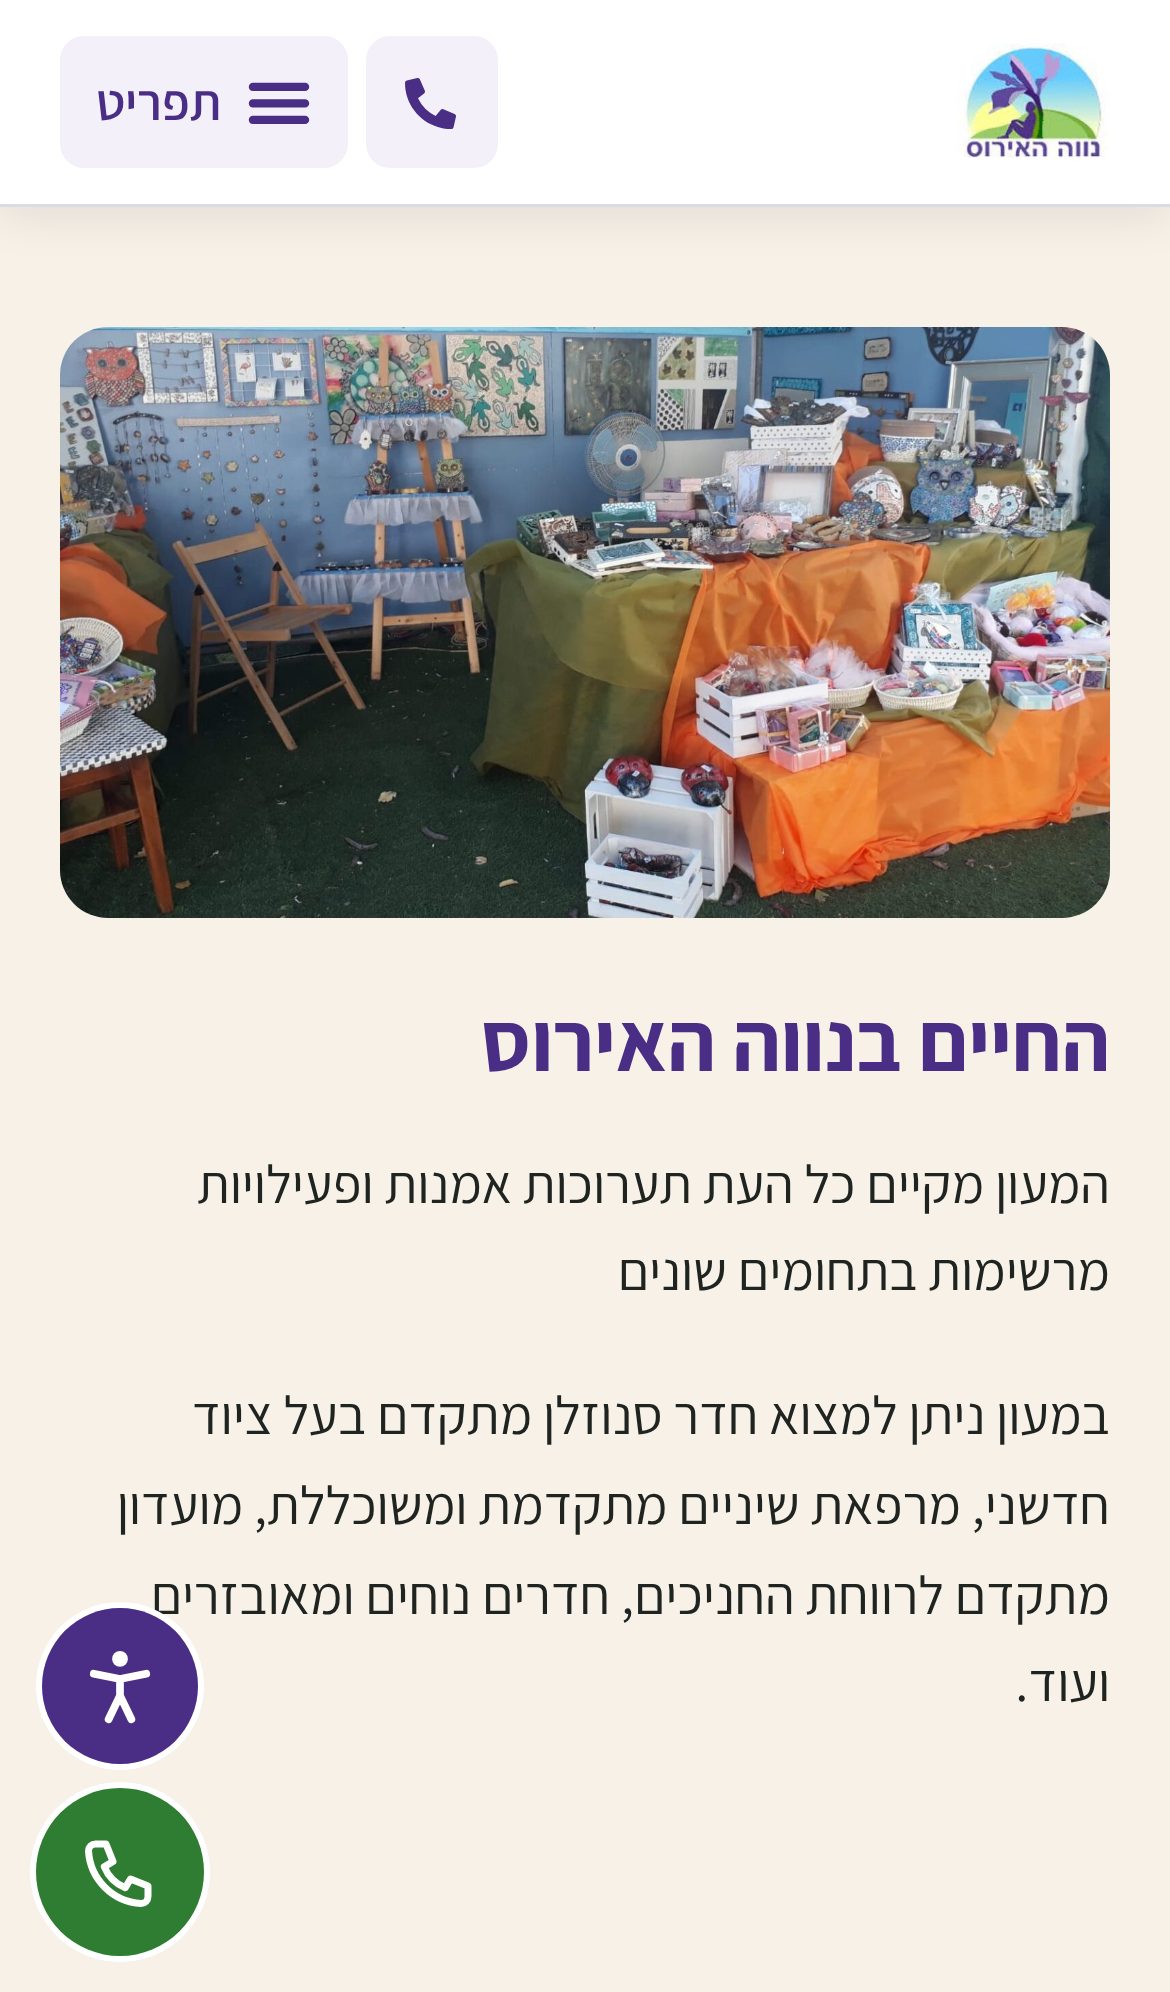 נווה האירוס
תפריט
החיים בנווה האירוס
המעון מקיים כל העת תערוכות אמנות ופעילויות
מרשימות בתחומים שונים
במעון ניתן למצוא חדר סנוזלן מתקדם בעל ציוד
חדשני, מרפאת שיניים מתקדמת ומשוכללת, מועדון
מתקדם לרווחת החניכים, חדרים נוחים ומאובזרים
ועוד.